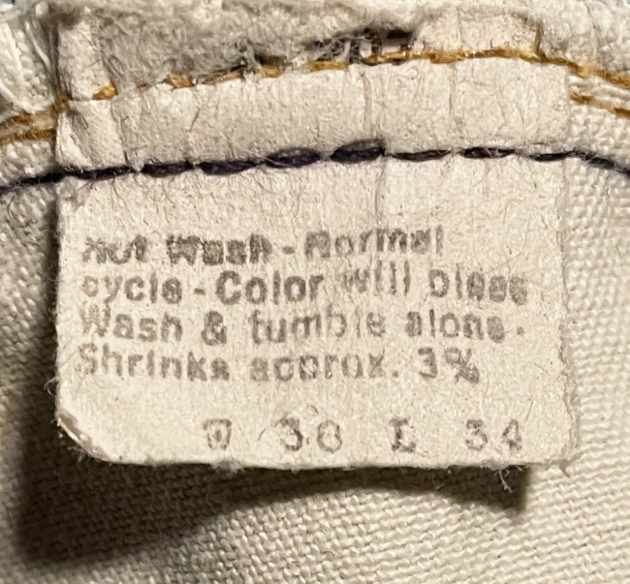 Hot Wash - Normal
cycle - Color will bleed
Wash & tumble alone.
Shrinks approx. 3%
W 38 L 34